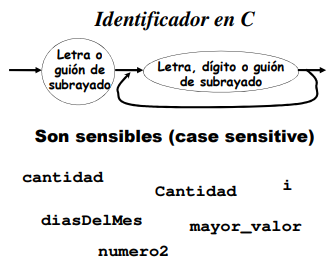 Identificador en C
Letra o
guión de
subrayado
Letra, dígito o guión
de subrayado
Son sensibles (case sensitive)
cantidad
Cantidad
i
diasDelMes
mayor_valor
numero2